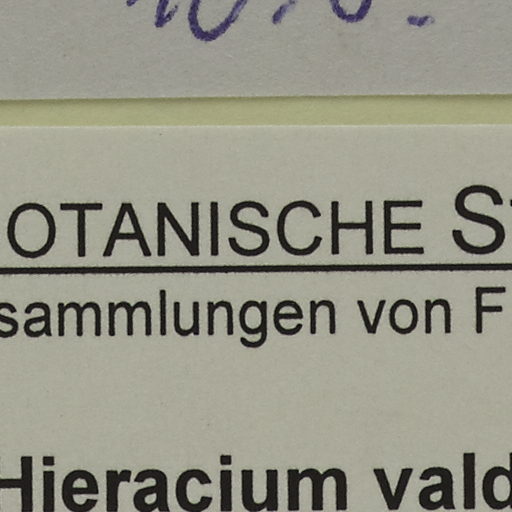 OTANISCHE S
sammlungen von F
Hieracium vald